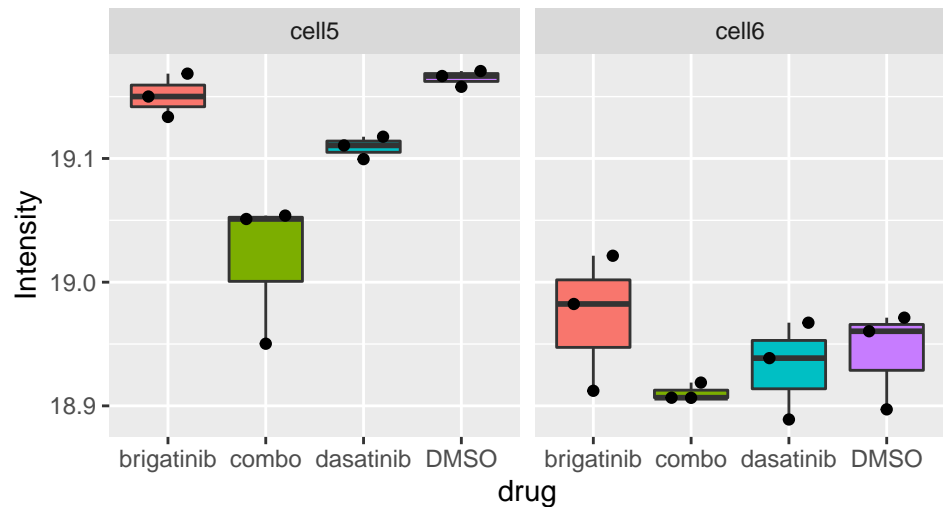 cell5 cell6
Intensity
19.1
19.0
18.9
brigatinib combo dasatinib DMSO brigatinib combo dasatinib DMSO
drug